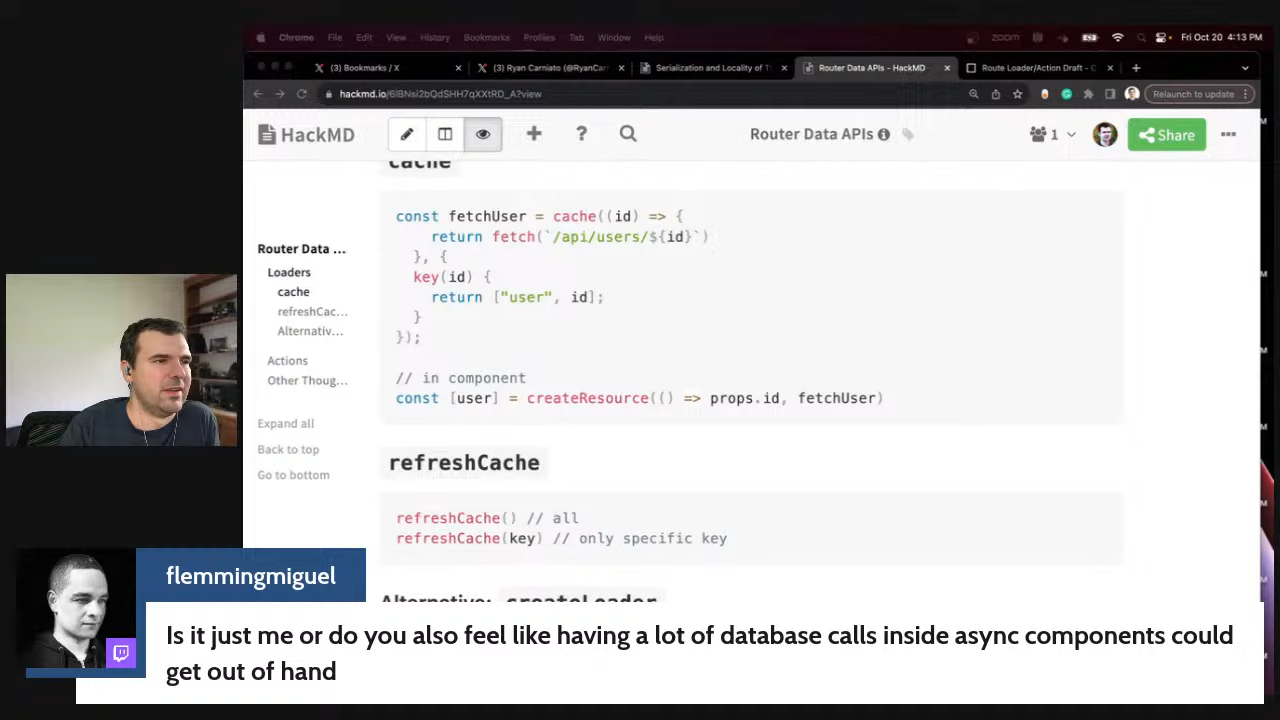 Chrome File Edit View History Bookmarks Profiles Tab Window Help zoom Fri Oct 20 4:13 PM
(3) Bookmarks / X
(3) Ryan Carniato (@RyanCar
Serialization and Locality of T
Router Data APIs - HackMD
Route Loader/Action Draft - C
hackmd.io/6IBNsi2bQdSHH7qXXtRD_A?view
Relaunch to update
HackMD
Router Data APIs
1
Share
cache
Router Data ...
Loaders
cache
refreshCac...
Alternativ...
Actions
Other Thoug...
Expand all
Back to top
Go to bottom
const fetchUser = cache((id) => {
return fetch(`/api/users/${id}`)
}, {
key(id) {
return ["user", id];
}
});
// in component
const [user] = createResource(() => props.id, fetchUser)
refreshCache
refreshCache() // all
refreshCache(key) // only specific key
Alternative: createLoader
flemmingmiguel
Is it just me or do you also feel like having a lot of database calls inside async components could
get out of hand